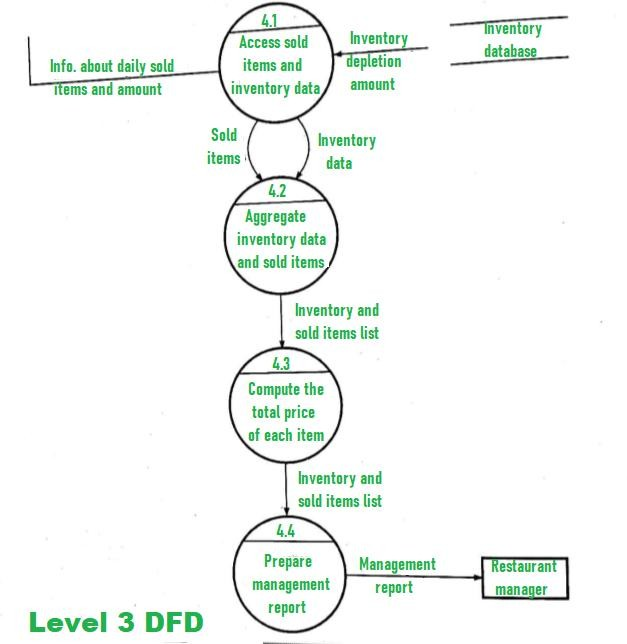 4.1
Access sold
items and
inventory data
Inventory
depletion
amount
Inventory
database
Info. about daily sold
items and amount
Sold
items
Inventory
data
4.2
Aggregate
inventory data
and sold items
Inventory and
sold items list
4.3
Compute the
total price
of each item
Inventory and
sold items list
4.4
Prepare
management
report
Management
report
Restaurant
manager
Level 3 DFD